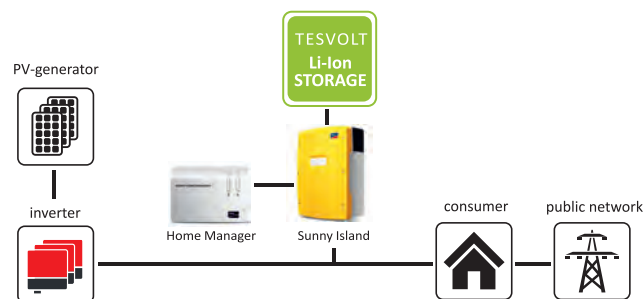 TESVOLT
Li-Ion
STORAGE
PV-generator
inverter
Home Manager
Sunny Island
consumer
public network